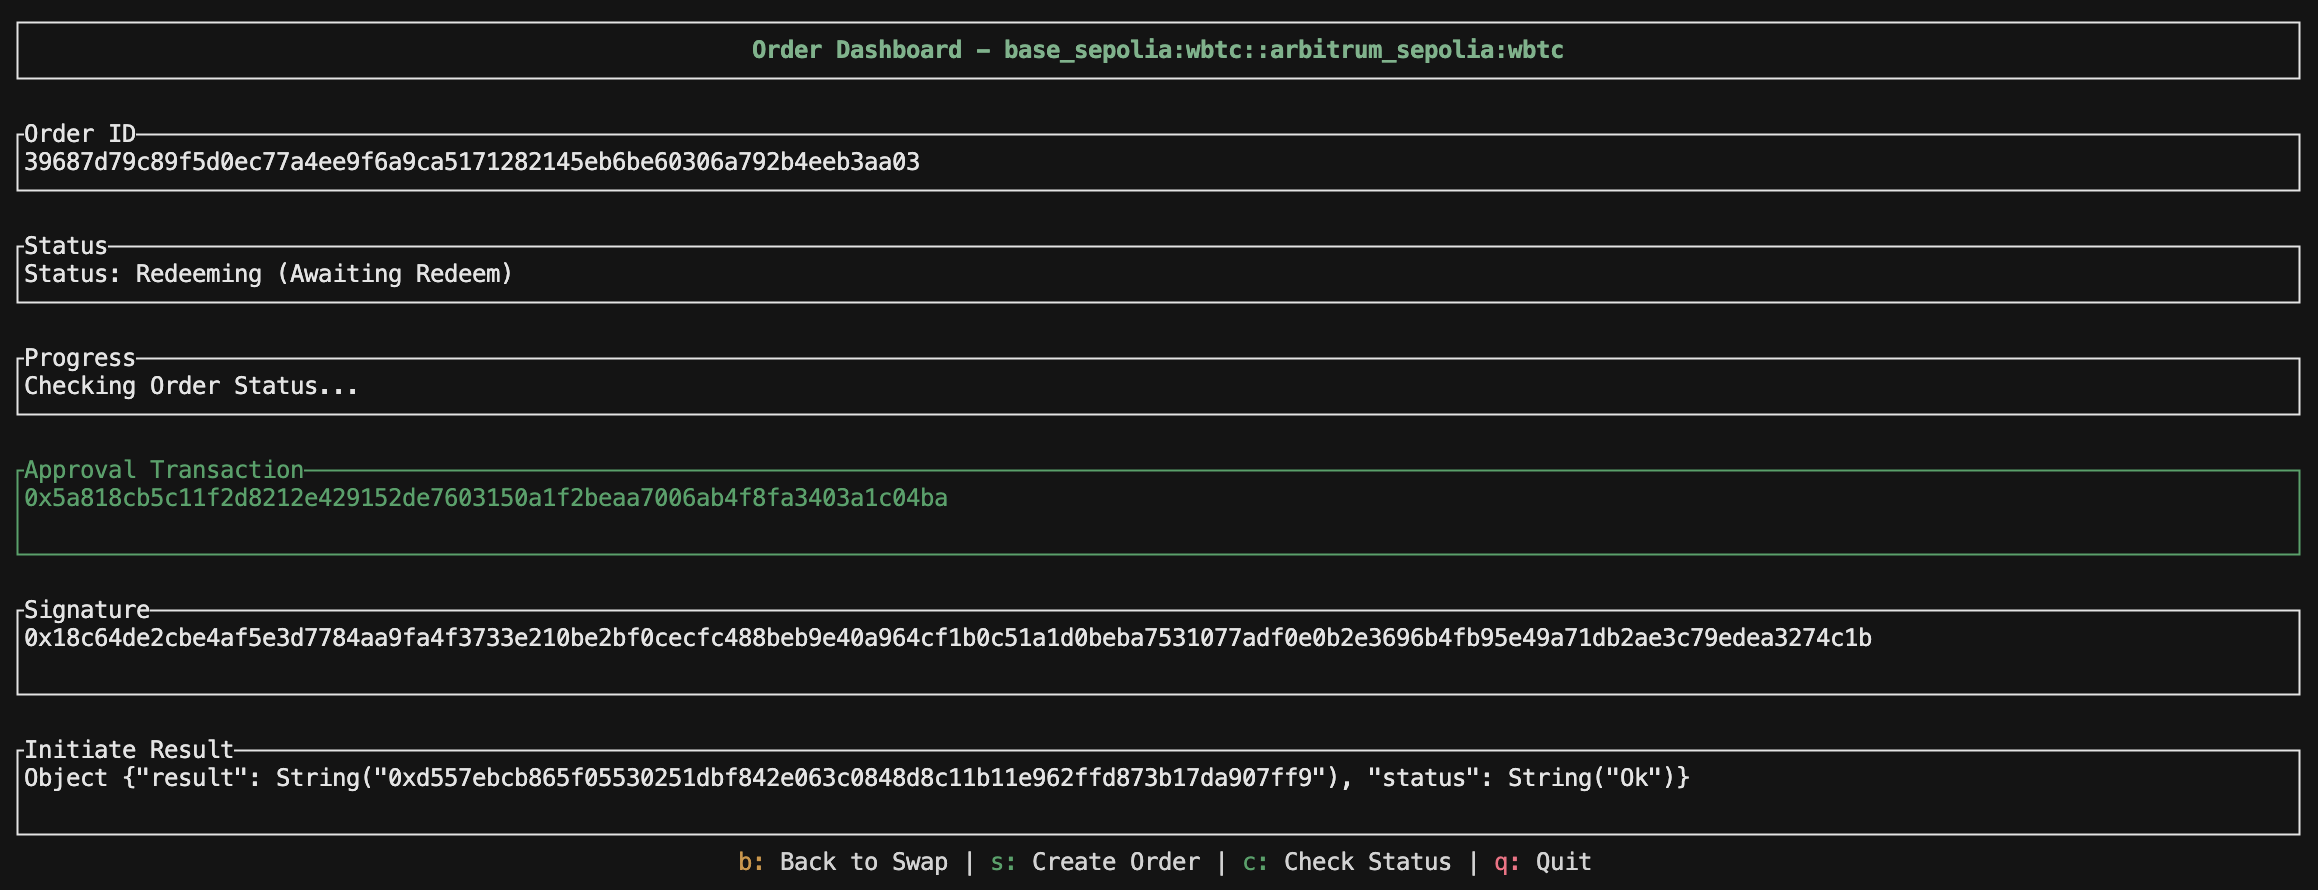 Order Dashboard - base_sepolia:wbtc::arbitrum_sepolia:wbtc
Order ID
39687d79c89f5d0ec77a4ee9f6a9ca5171282145eb6be60306a792b4eeb3aa03
Status
Status: Redeeming (Awaiting Redeem)
Progress
Checking Order Status...
Approval Transaction
0x5a818cb5c11f2d8212e429152de7603150a1f2beaa7006ab4f8fa3403a1c04ba
Signature
0x18c64de2cbe4af5e3d7784aa9fa4f3733e210be2bf0cecfc488beb9e40a964cf1b0c51a1d0beba7531077adf0e0b2e3696b4fb95e49a71db2ae3c79edea3274c1b
Initiate Result
Object {"result": String("0xd557ebcb865f05530251dbf842e063c0848d8c11b11e962ffd873b17da907ff9"), "status": String("Ok")}
b: Back to Swap | s: Create Order | c: Check Status | q: Quit